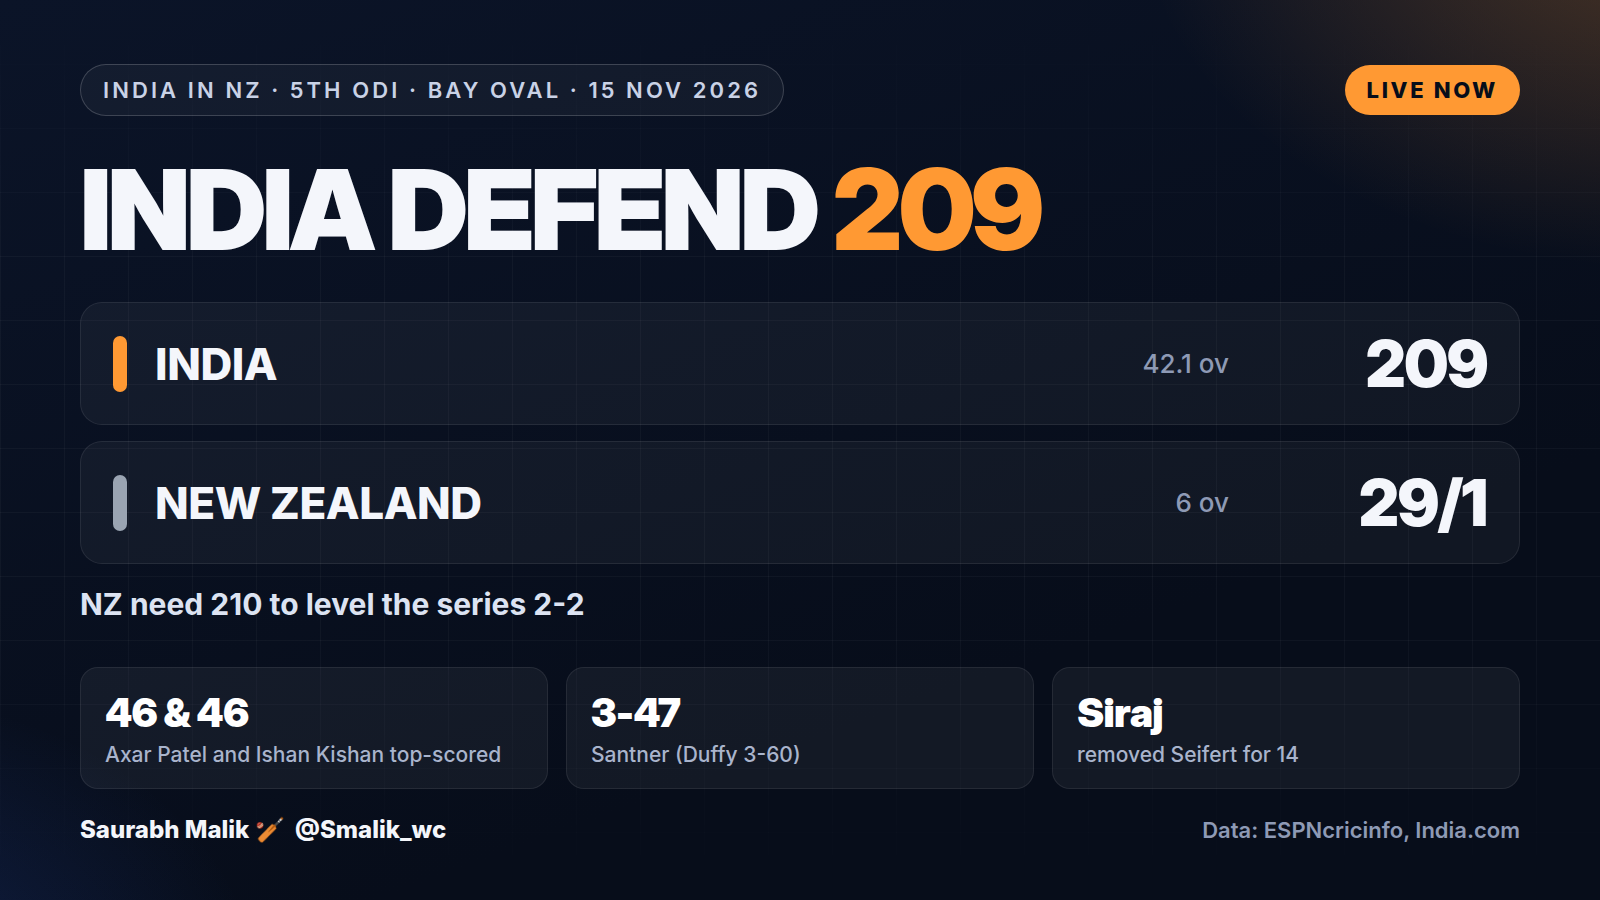 INDIA IN NZ · 5TH ODI · BAY OVAL · 15 NOV 2026
LIVE NOW
INDIA DEFEND 209
INDIA 42.1 ov 209
NEW ZEALAND 6 ov 29/1
NZ need 210 to level the series 2-2
46 & 46
Axar Patel and Ishan Kishan top-scored
3-47
Santner (Duffy 3-60)
Siraj
removed Seifert for 14
Saurabh Malik 🏏 @Smalik_wc
Data: ESPNcricinfo, India.com